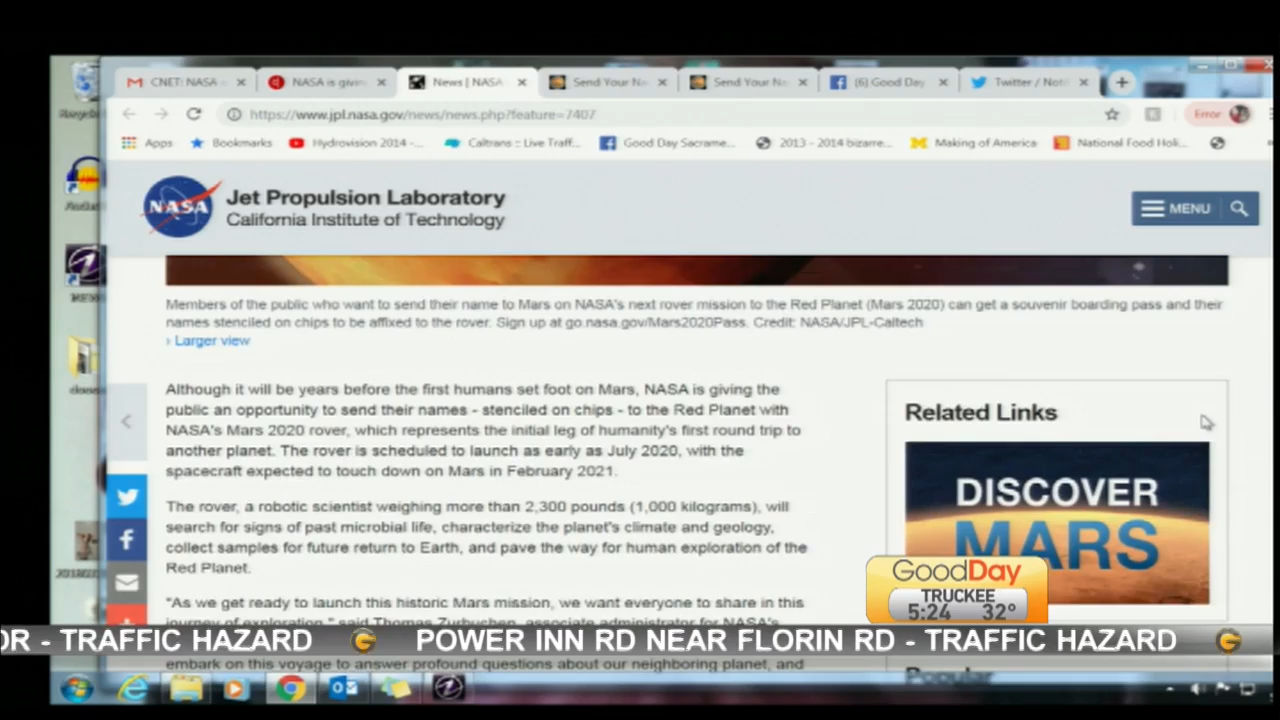 CNET: NASA
NASA is givin
News | NASA
Send Your Na
Send Your Na
(6) Good Day
Twitter / Noti
https://www.jpl.nasa.gov/news/news.php?feature=7407
Error
Apps
Bookmarks
Hydrovision 2014 -...
Caltrans :: Live Traff...
Good Day Sacrame...
2013 - 2014 bizarre...
Making of America
National Food Holi...
NASA
Jet Propulsion Laboratory
California Institute of Technology
MENU
Members of the public who want to send their name to Mars on NASA's next rover mission to the Red Planet (Mars 2020) can get a souvenir boarding pass and their
names stenciled on chips to be affixed to the rover. Sign up at go.nasa.gov/Mars2020Pass. Credit: NASA/JPL-Caltech
› Larger view
Although it will be years before the first humans set foot on Mars, NASA is giving the
public an opportunity to send their names - stenciled on chips - to the Red Planet with
NASA's Mars 2020 rover, which represents the initial leg of humanity's first round trip to
another planet. The rover is scheduled to launch as early as July 2020, with the
spacecraft expected to touch down on Mars in February 2021.
The rover, a robotic scientist weighing more than 2,300 pounds (1,000 kilograms), will
search for signs of past microbial life, characterize the planet's climate and geology,
collect samples for future return to Earth, and pave the way for human exploration of the
Red Planet.
"As we get ready to launch this historic Mars mission, we want everyone to share in this
journey of exploration," said Thomas Zurbuchen, associate administrator for NASA's
embark on this voyage to answer profound questions about our neighboring planet, and
Related Links
DISCOVER
MARS
Popular
GoodDay
TRUCKEE
5:24 32°
OR - TRAFFIC HAZARD
POWER INN RD NEAR FLORIN RD - TRAFFIC HAZARD